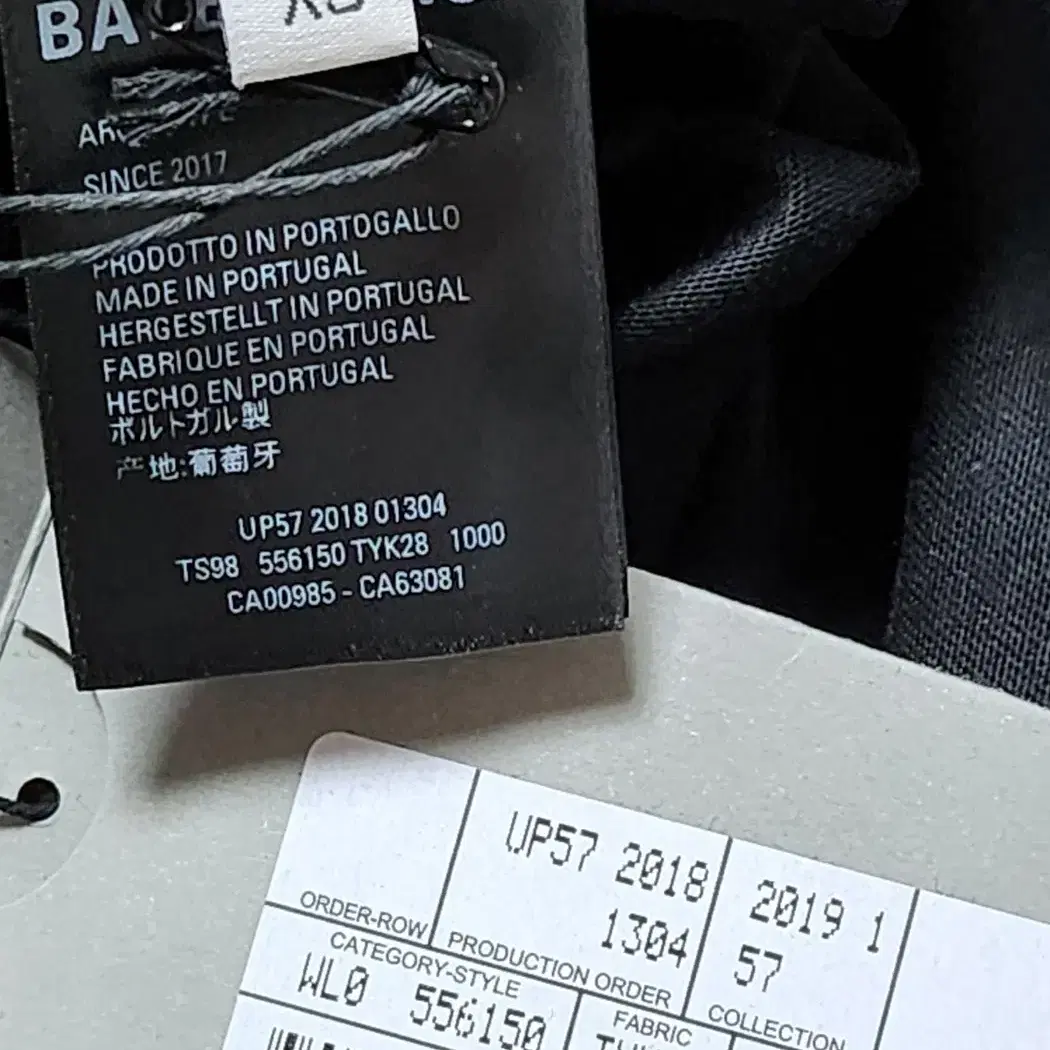 BA
XS
SINCE 2017
PRODOTTO IN PORTOGALLO
MADE IN PORTUGAL
HERGESTELLT IN PORTUGAL
FABRIQUE EN PORTUGAL
HECHO EN PORTUGAL
ポルトガル製
产地:葡萄牙
UP57 2018 01304
TS98 556150 TYK28 1000
CA00985 - CA63081
UP57 2018
1304
2019 1
57
ORDER-ROW
PRODUCTION ORDER
COLLECTION
CATEGORY-STYLE
WL0 556150
FABRIC